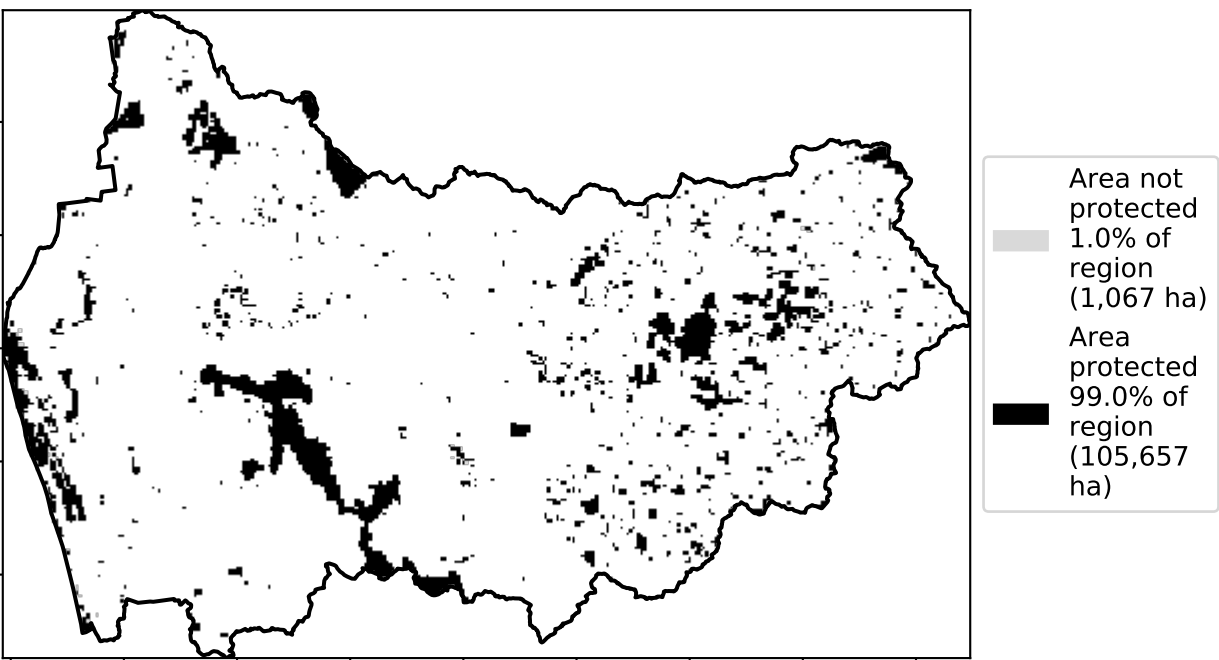 Area not
protected
1.0% of
region
(1,067 ha)
Area
protected
99.0% of
region
(105,657
ha)